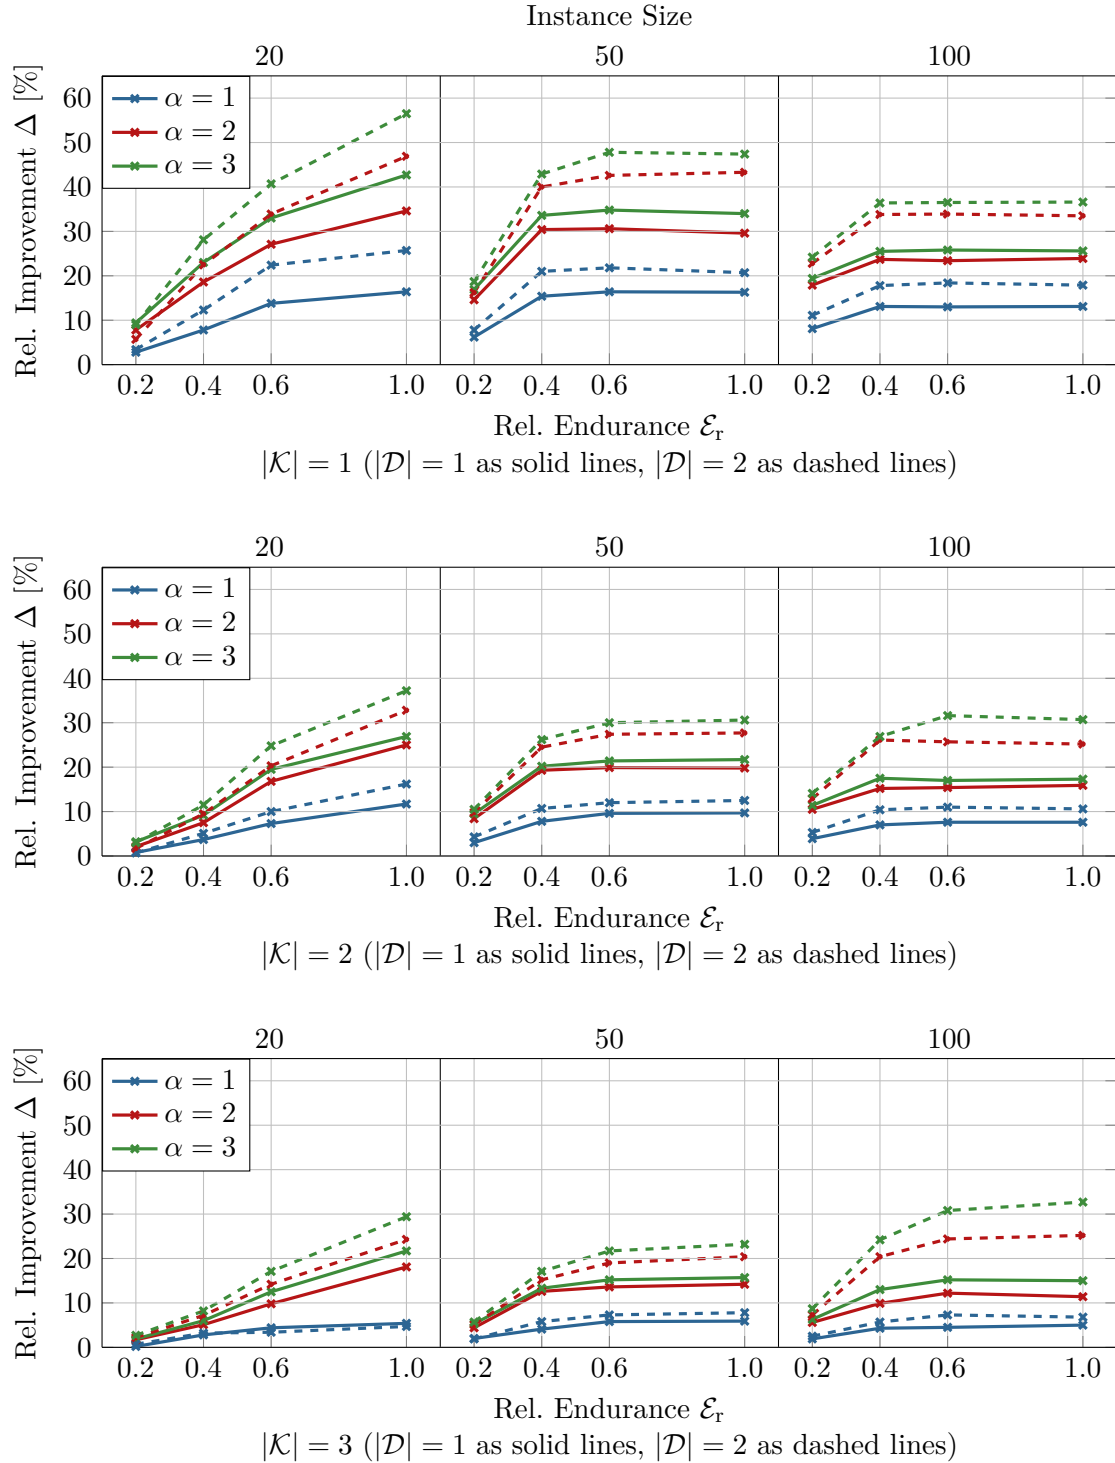 Instance Size
20 50 100
Rel. Improvement Δ [%]
60
50
40
30
20
10
0
α = 1
α = 2
α = 3
0.2 0.4 0.6 1.0 0.2 0.4 0.6 1.0 0.2 0.4 0.6 1.0
Rel. Endurance ℰr
|𝒦| = 1 (|𝒟| = 1 as solid lines, |𝒟| = 2 as dashed lines)
20 50 100
Rel. Improvement Δ [%]
60
50
40
30
20
10
0
α = 1
α = 2
α = 3
0.2 0.4 0.6 1.0 0.2 0.4 0.6 1.0 0.2 0.4 0.6 1.0
Rel. Endurance ℰr
|𝒦| = 2 (|𝒟| = 1 as solid lines, |𝒟| = 2 as dashed lines)
20 50 100
Rel. Improvement Δ [%]
60
50
40
30
20
10
0
α = 1
α = 2
α = 3
0.2 0.4 0.6 1.0 0.2 0.4 0.6 1.0 0.2 0.4 0.6 1.0
Rel. Endurance ℰr
|𝒦| = 3 (|𝒟| = 1 as solid lines, |𝒟| = 2 as dashed lines)